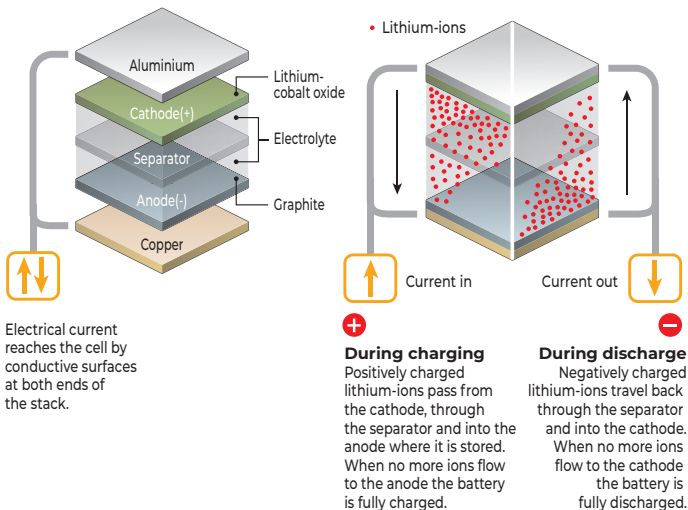 Aluminium
Lithium-
cobalt oxide
Cathode(+)
Electrolyte
Separator
Anode(-)
Graphite
Copper
Electrical current
reaches the cell by
conductive surfaces
at both ends of
the stack.
Lithium-ions
Current in
Current out
+
−
During charging
Positively charged
lithium-ions pass from
the cathode, through
the separator and into the
anode where it is stored.
When no more ions flow
to the anode the battery
is fully charged.
During discharge
Negatively charged
lithium-ions travel back
through the separator
and into the cathode.
When no more ions
flow to the cathode
the battery is
fully discharged.